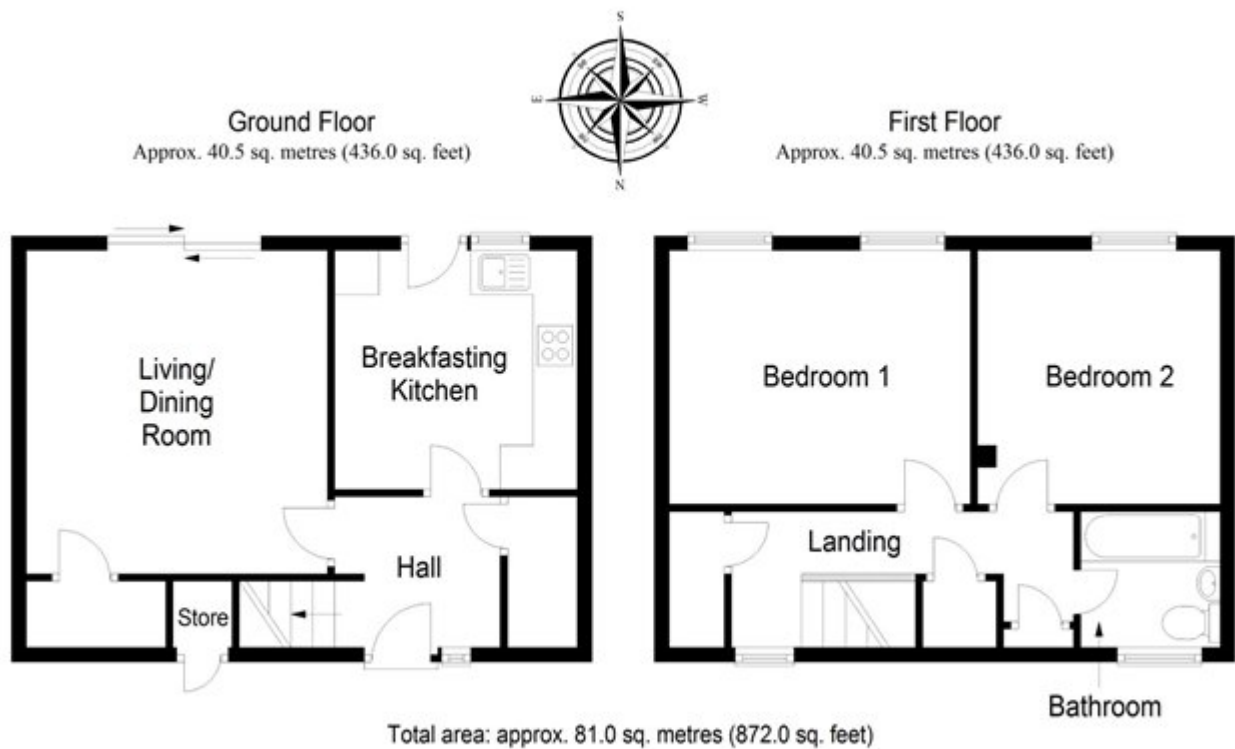 S
E
W
N
Ground Floor
Approx. 40.5 sq. metres (436.0 sq. feet)
First Floor
Approx. 40.5 sq. metres (436.0 sq. feet)
Living/
Dining
Room
Breakfasting
Kitchen
Store
Hall
Bedroom 1
Bedroom 2
Landing
Bathroom
Total area: approx. 81.0 sq. metres (872.0 sq. feet)